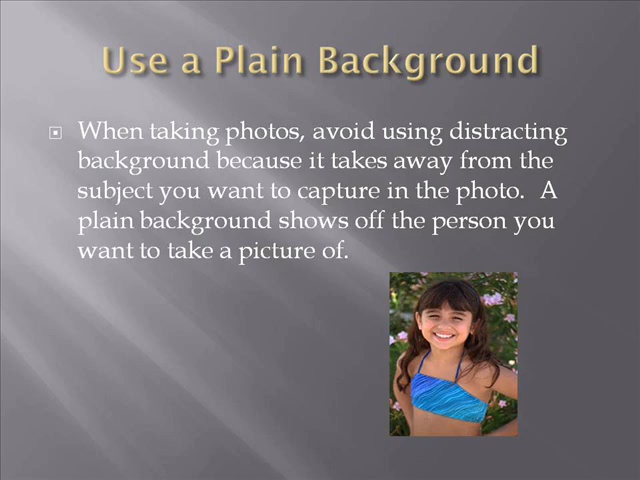 Use a Plain Background
When taking photos, avoid using distracting
background because it takes away from the
subject you want to capture in the photo.  A
plain background shows off the person you
want to take a picture of.